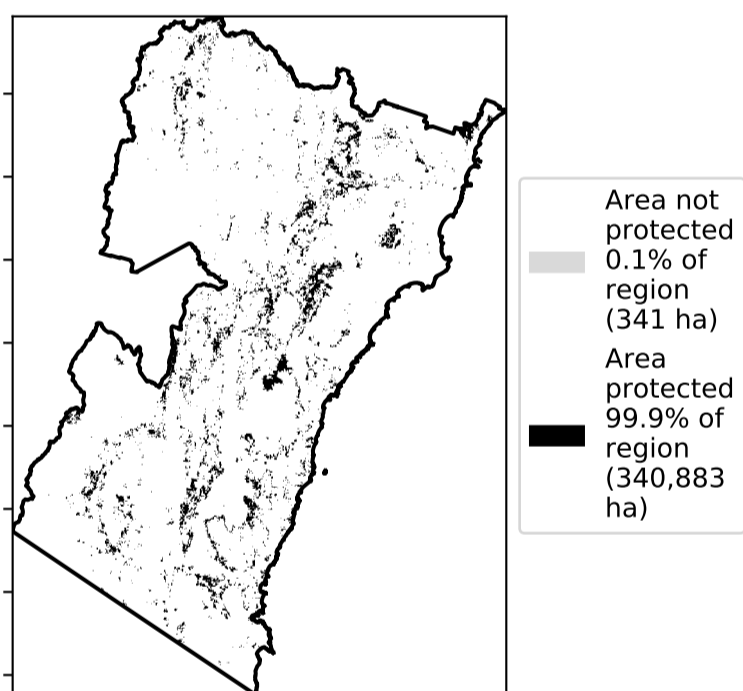 Area not
protected
0.1% of
region
(341 ha)
Area
protected
99.9% of
region
(340,883
ha)